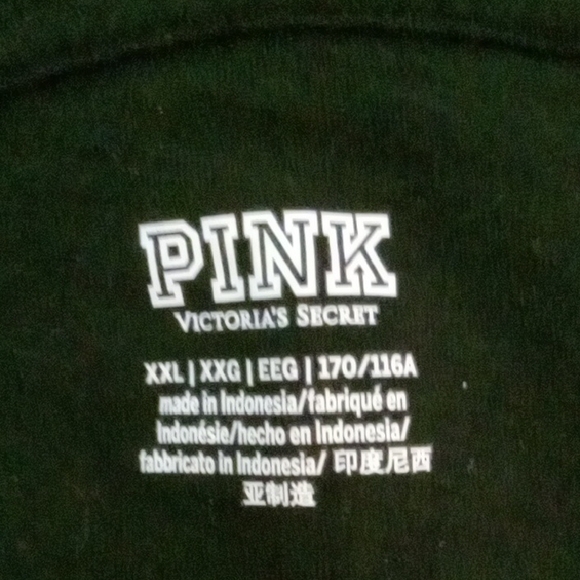 PINK
VICTORIA'S SECRET
XXL | XXG | EEG | 170/116A
made in Indonesia/fabriqué en
Indonésie/hecho en Indonesia/
fabbricato in Indonesia/ 印度尼西
亚制造